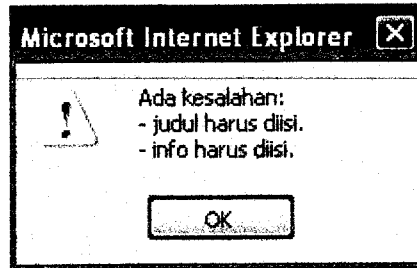 Microsoft Internet Explorer
Ada kesalahan:
- judul harus diisi.
- info harus diisi.
OK